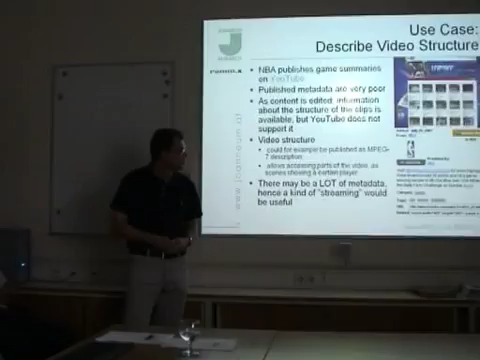 Use Case:
Describe Video Structure
NBA publishes game summaries
on YouTube
Published metadata are very poor
As content is edited, information
about the structure of the clips is
available, but YouTube does not
support it
Video structure
could for example be published as MPEG-
7 description
allows accessing parts of the video, as
scenes showing a certain player
There may be a LOT of metadata,
hence a kind of "streaming" would
be useful